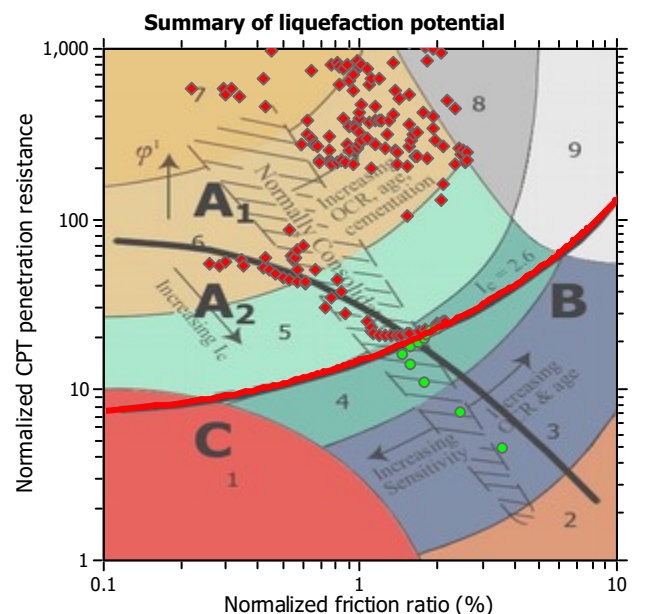 Summary of liquefaction potential
Normalized CPT penetration resistance
1,000
100
10
1
7
8
9
φ'
A1
6
A2
5
Normally Consolid
Increasing
OCR, age,
cementation
Increasing Ic
Ic = 2.6
B
4
C
1
Increasing
Sensitivity
Increasing
OCR & age
3
2
0.1
1
10
Normalized friction ratio (%)